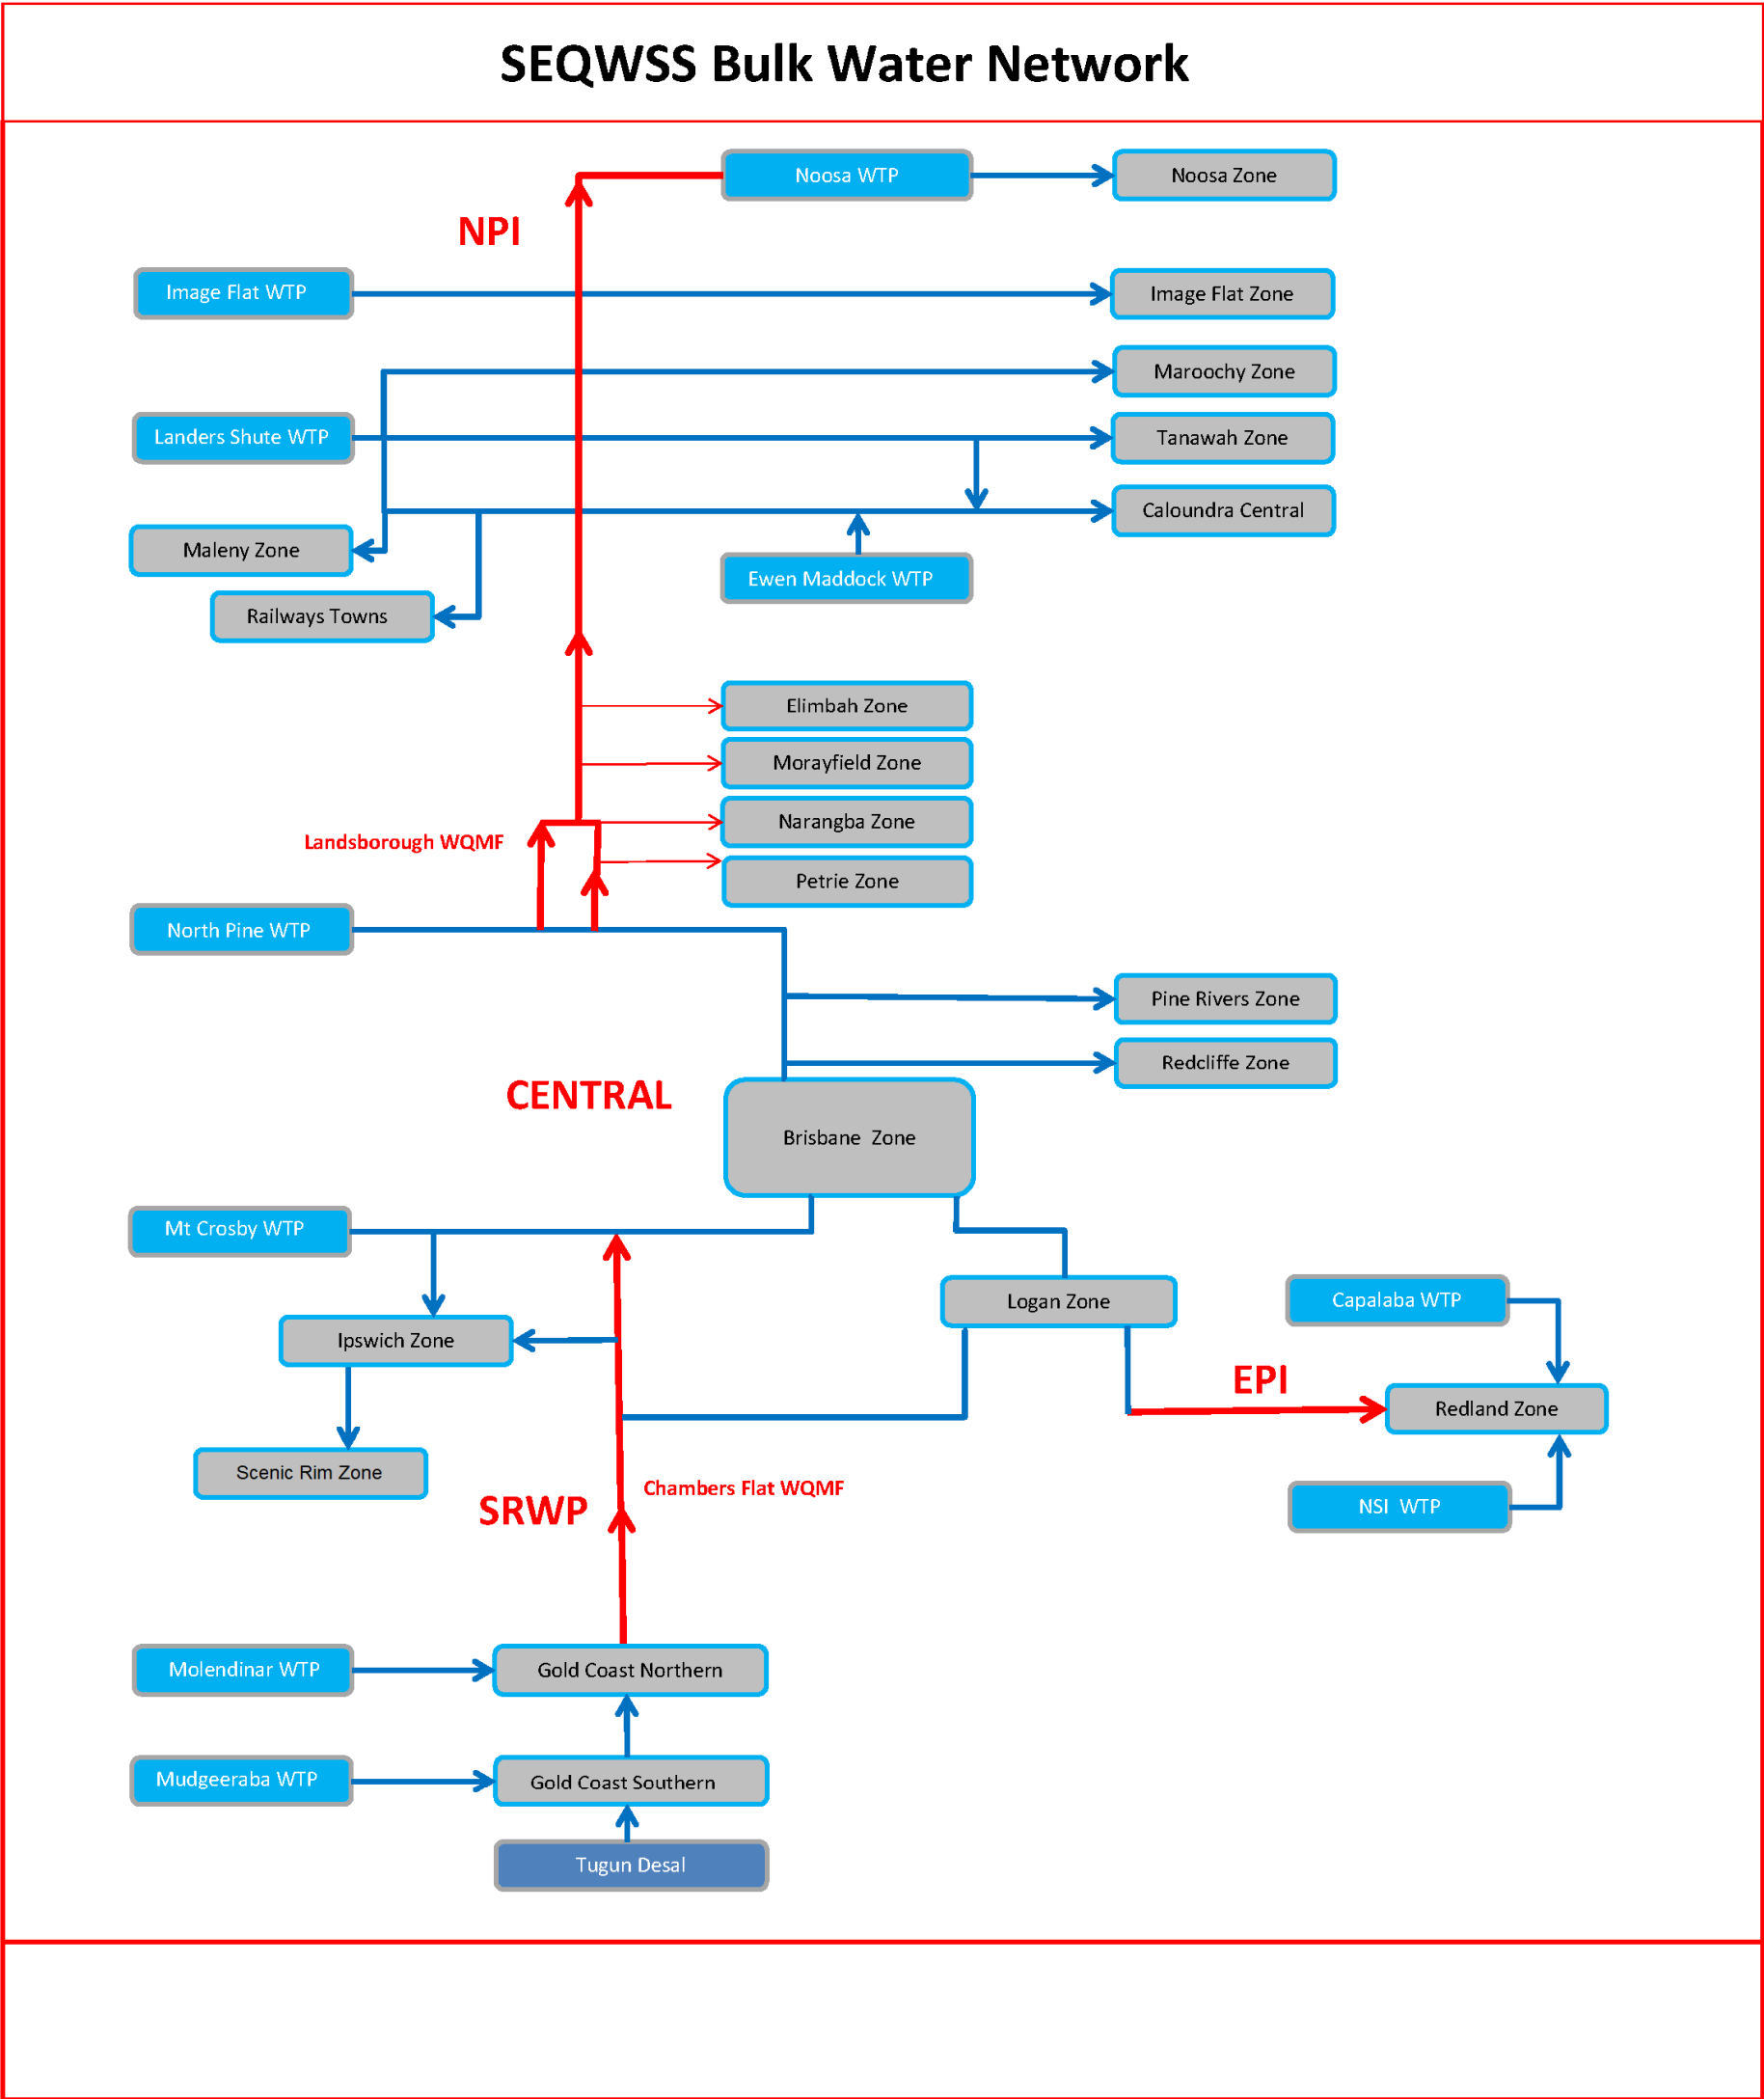 SEQWSS Bulk Water Network
Noosa WTP
Noosa Zone
NPI
Image Flat WTP
Image Flat Zone
Maroochy Zone
Landers Shute WTP
Tanawah Zone
Caloundra Central
Maleny Zone
Ewen Maddock WTP
Railways Towns
Elimbah Zone
Morayfield Zone
Narangba Zone
Landsborough WQMF
Petrie Zone
North Pine WTP
Pine Rivers Zone
Redcliffe Zone
CENTRAL
Brisbane Zone
Mt Crosby WTP
Logan Zone
Capalaba WTP
Ipswich Zone
EPI
Redland Zone
Scenic Rim Zone
Chambers Flat WQMF
SRWP
NSI WTP
Molendinar WTP
Gold Coast Northern
Mudgeeraba WTP
Gold Coast Southern
Tugun Desal